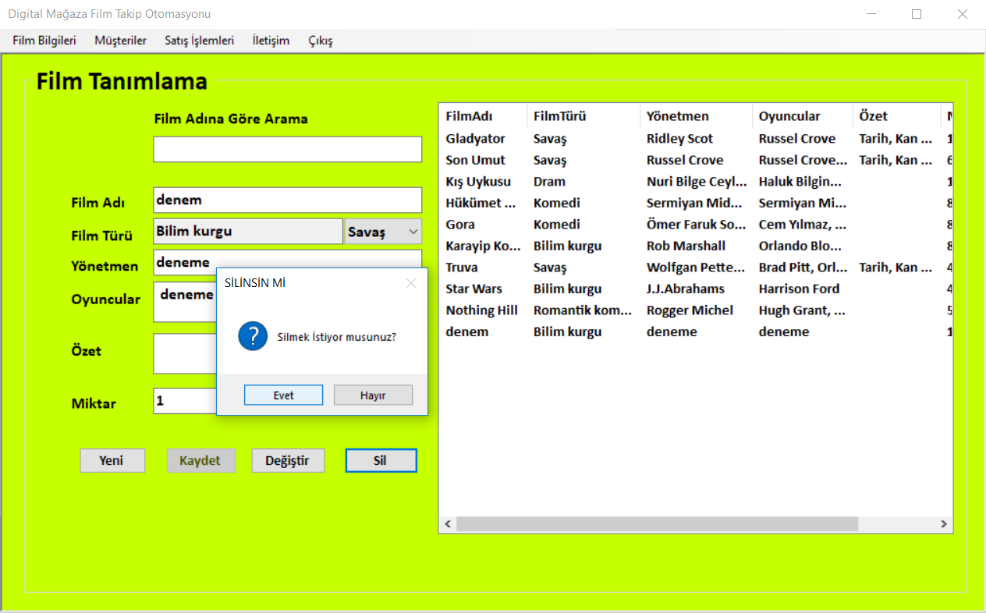 Digital Mağaza Film Takip Otomasyonu
Film Bilgileri Müşteriler Satış İşlemleri İletişim Çıkış
Film Tanımlama
Film Adına Göre Arama
Film Adı denem
Film Türü Bilim kurgu Savaş
Yönetmen deneme
Oyuncular deneme
Özet
Miktar 1
Yeni Kaydet Değiştir Sil
SİLİNSİN Mİ
Silmek İstiyor musunuz?
Evet Hayır
FilmAdı FilmTürü Yönetmen Oyuncular Özet
Gladyator Savaş Ridley Scot Russel Crove Tarih, Kan ... 1
Son Umut Savaş Russel Crove Russel Crove... Tarih, Kan ... 6
Kış Uykusu Dram Nuri Bilge Ceyl... Haluk Bilgin... 1
Hükümet ... Komedi Sermiyan Mid... Sermiyan Mi... 8
Gora Komedi Ömer Faruk So... Cem Yılmaz, ... 8
Karayip Ko... Bilim kurgu Rob Marshall Orlando Blo... 8
Truva Savaş Wolfgan Pette... Brad Pitt, Orl... Tarih, Kan ... 4
Star Wars Bilim kurgu J.J.Abrahams Harrison Ford 4
Nothing Hill Romantik kom... Rogger Michel Hugh Grant, ... 5
denem Bilim kurgu deneme deneme 1